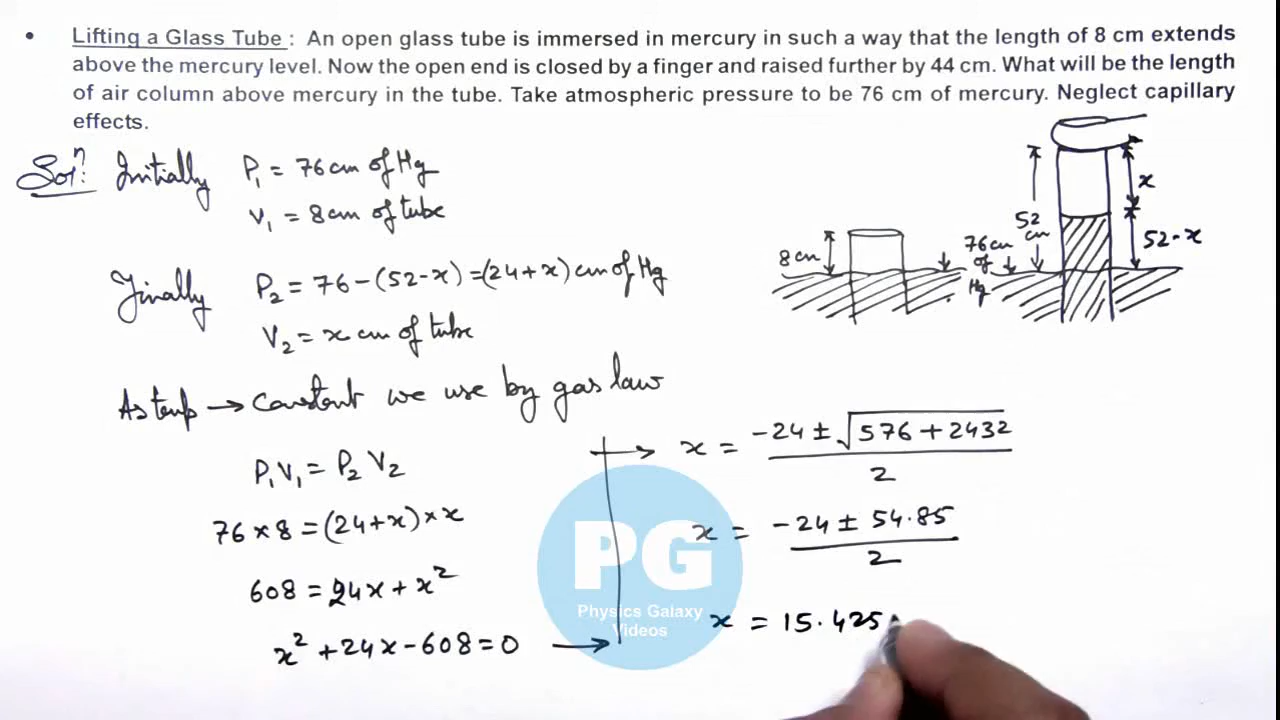 • Lifting a Glass Tube : An open glass tube is immersed in mercury in such a way that the length of 8 cm extends
above the mercury level. Now the open end is closed by a finger and raised further by 44 cm. What will be the length
of air column above mercury in the tube. Take atmospheric pressure to be 76 cm of mercury. Neglect capillary
effects.
Solⁿ: Initially P₁ = 76 cm of Hg
V₁ = 8 cm of tube
Finally P₂ = 76 - (52 - x) = (24 + x) cm of Hg
V₂ = x cm of tube
As temp → constant we use by gas law
P₁V₁ = P₂V₂
76 × 8 = (24 + x) × x
608 = 24x + x²
x² + 24x - 608 = 0
x = (-24 ± √(576 + 2432)) / 2
x = (-24 ± 54.85) / 2
x = 15.425
8 cm
76 cm
of
Hg
52
cm
x
52 - x
PG
Physics Galaxy
Videos